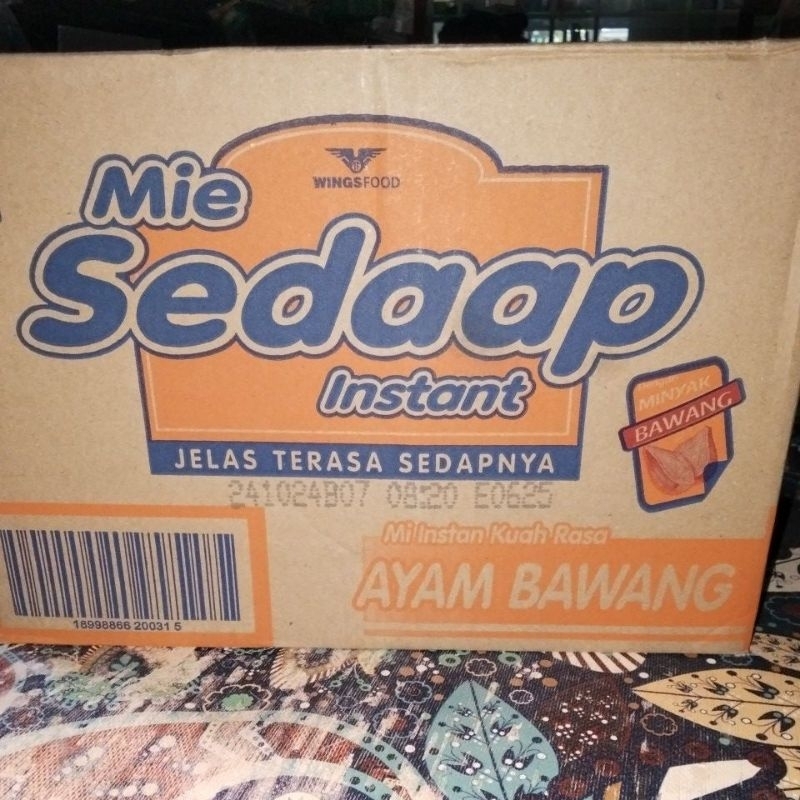 WINGSFOOD
Mie
Sedaap
Instant
JELAS TERASA SEDAPNYA
MINYAK
BAWANG
241024B07 08:20 E0625
Mi Instan Kuah Rasa
AYAM BAWANG
18998866 20031 5